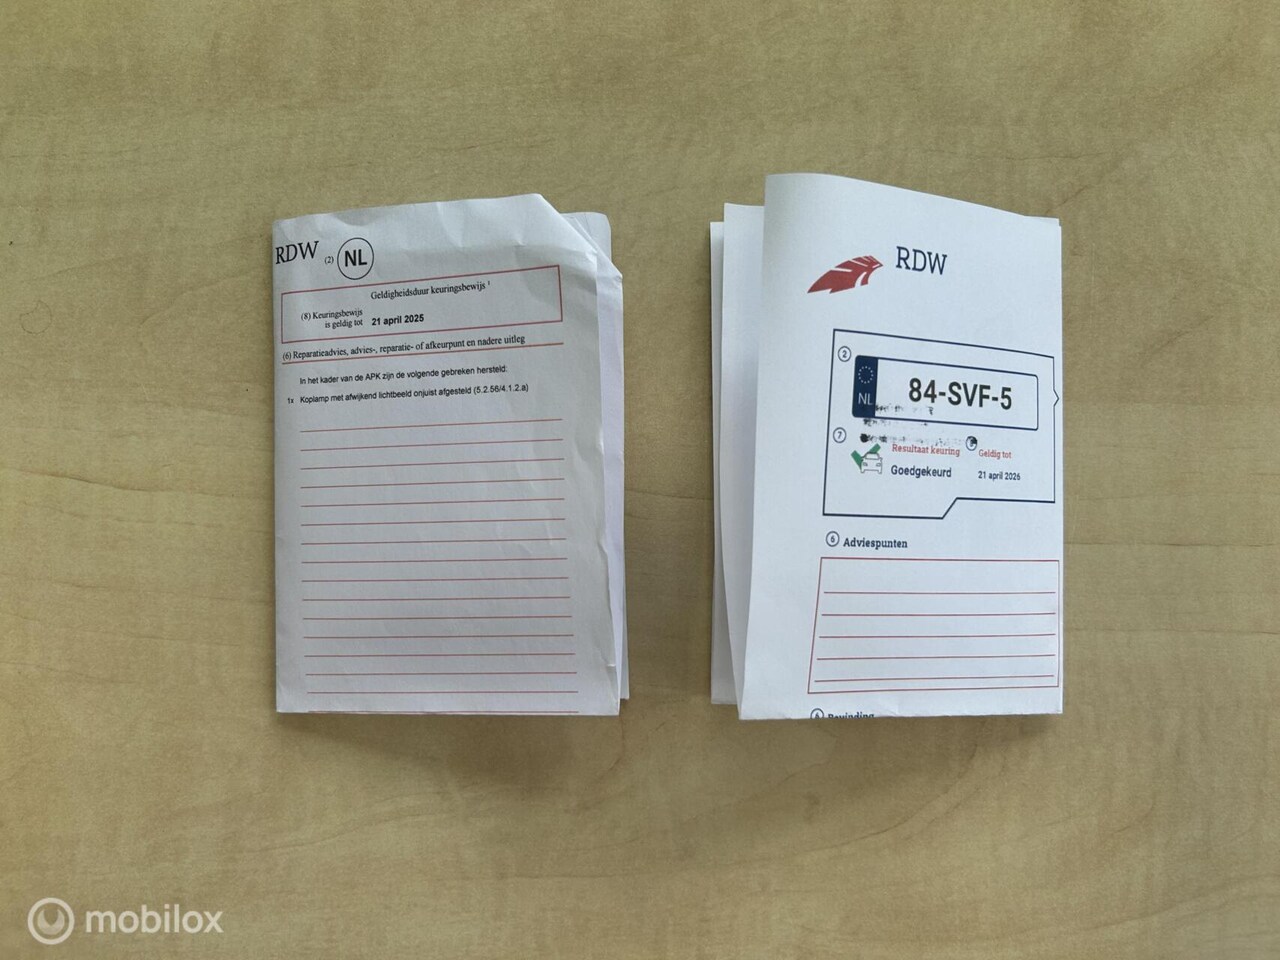 RDW (2) NL
Geldigheidsduur keuringsbewijs ¹
(8) Keuringsbewijs
is geldig tot 21 april 2025
(6) Reparatieadvies, advies-, reparatie- of afkeurpunt en nadere uitleg
In het kader van de APK zijn de volgende gebreken hersteld:
1x Koplamp met afwijkend lichtbeeld onjuist afgesteld (5.2.56/4.1.2.a)
RDW
2
NL 84-SVF-5
7 Resultaat keuring Geldig tot
Goedgekeurd 21 april 2026
6 Adviespunten
Bevinding
mobilox